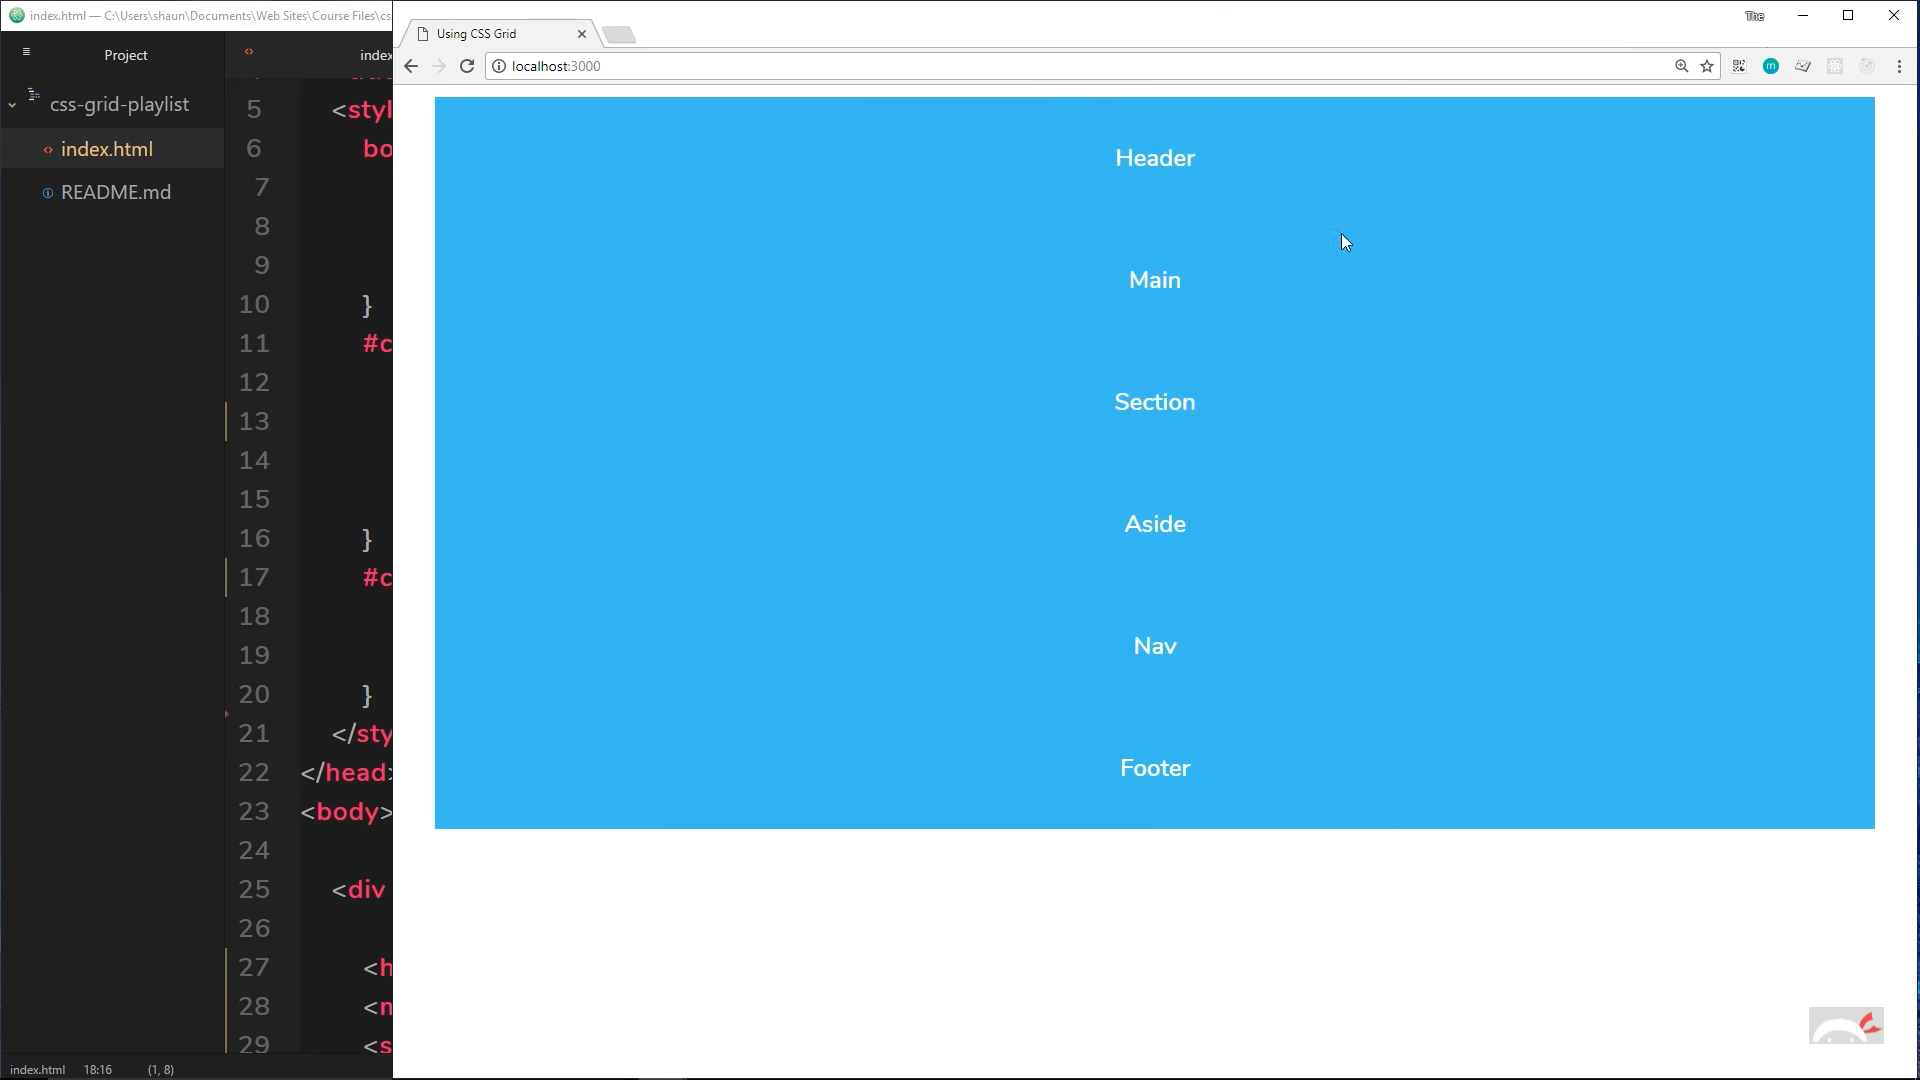 index.html — C:\Users\shaun\Documents\Web Sites\Course Files\cs
The
Project
index
css-grid-playlist
index.html
README.md
5 <styl
6 bo
7
8
9
10 }
11 #c
12
13
14
15
16 }
17 #c
18
19
20 }
21 </sty
22 </head>
23 <body>
24
25 <div
26
27 <h
28 <n
29 <s
index.html 18:16 (1, 8)
Using CSS Grid
localhost:3000
m
Header
Main
Section
Aside
Nav
Footer